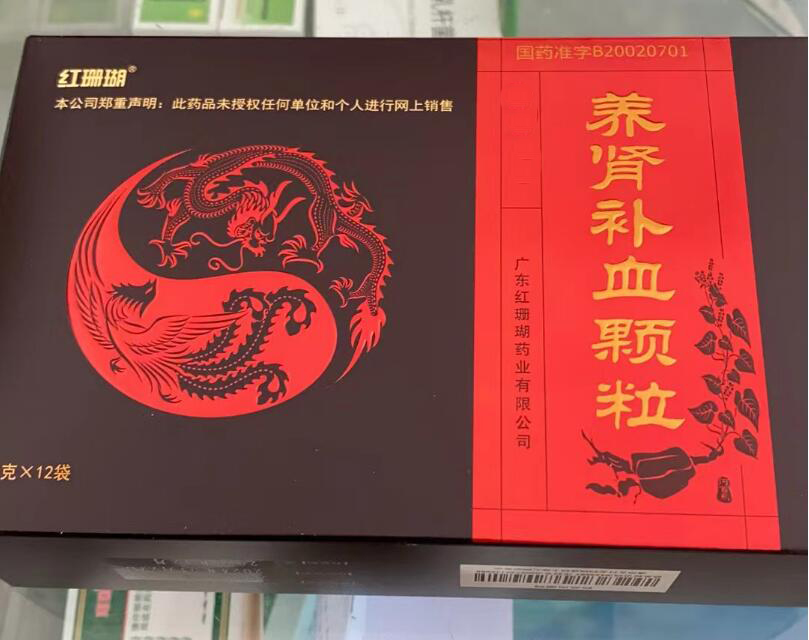 红珊瑚®
本公司郑重声明：此药品未授权任何单位和个人进行网上销售
国药准字B20020701
养肾补血颗粒
广东红珊瑚药业有限公司
克×12袋